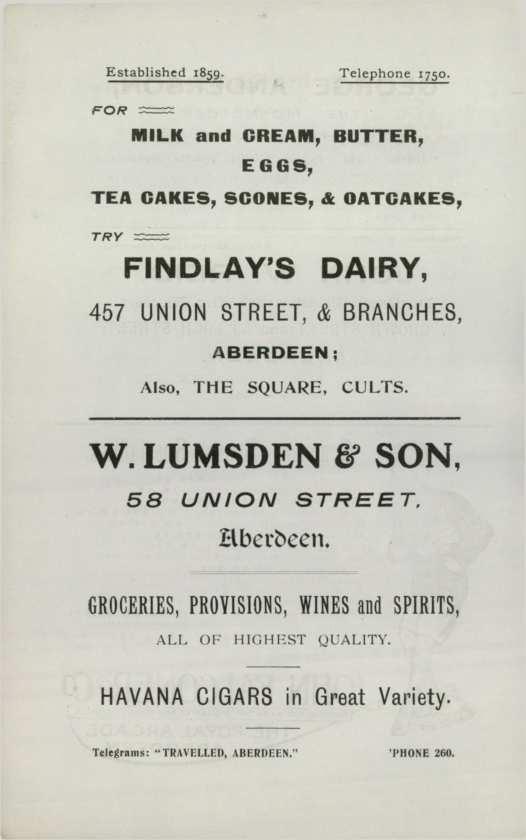 Established 1859. Telephone 1750.
FOR
MILK and CREAM, BUTTER,
EGGS,
TEA CAKES, SCONES, & OATCAKES,
TRY
FINDLAY'S DAIRY,
457 UNION STREET, & BRANCHES,
ABERDEEN;
Also, THE SQUARE, CULTS.
W. LUMSDEN & SON,
58 UNION STREET,
Aberdeen.
GROCERIES, PROVISIONS, WINES and SPIRITS,
ALL OF HIGHEST QUALITY.
HAVANA CIGARS in Great Variety.
Telegrams: "TRAVELLED, ABERDEEN." 'PHONE 260.